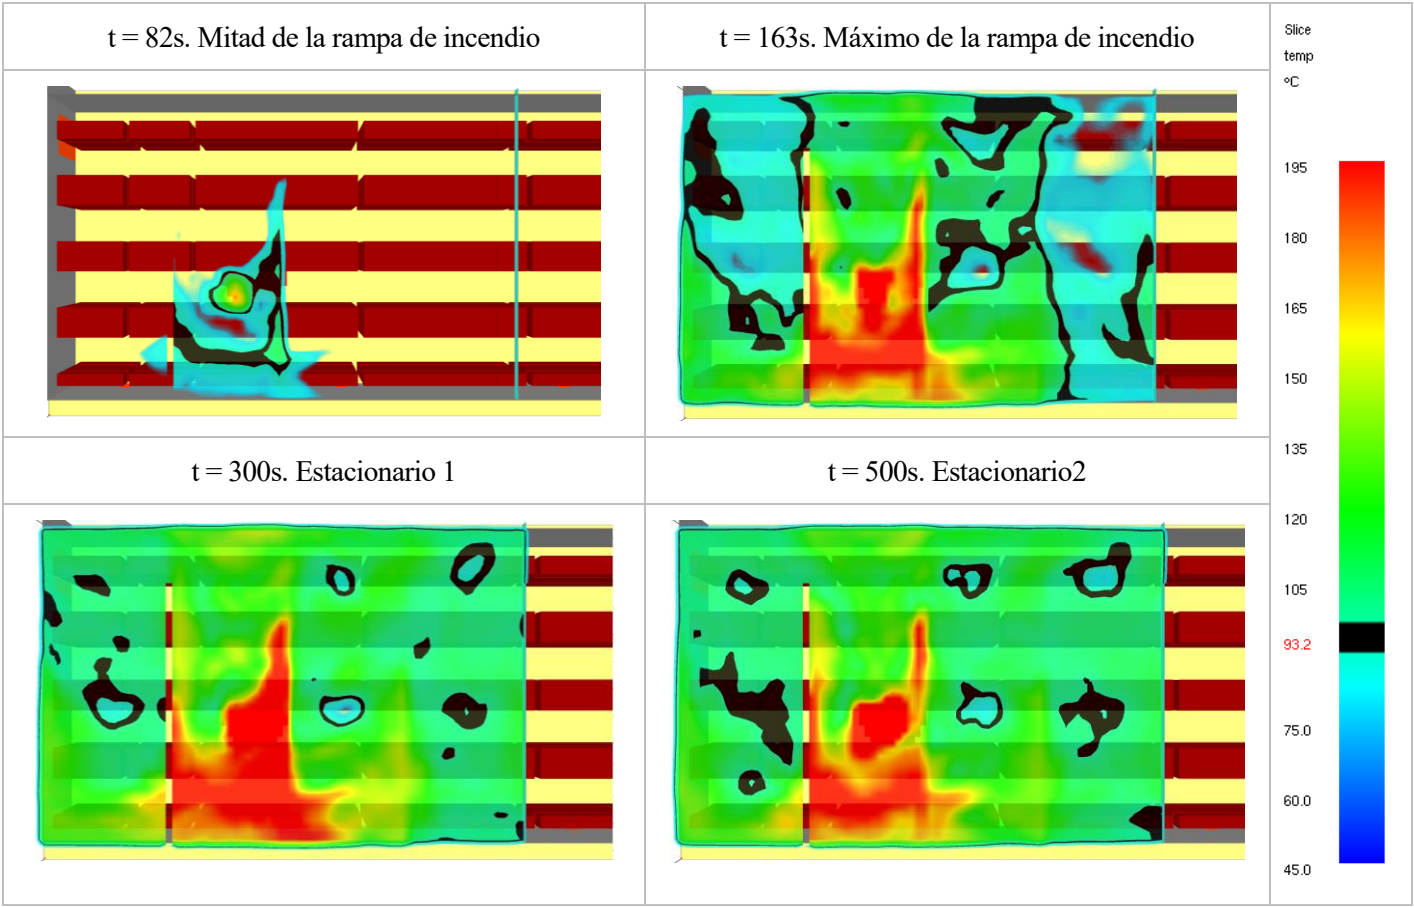 t = 82s. Mitad de la rampa de incendio
t = 163s. Máximo de la rampa de incendio
t = 300s. Estacionario 1
t = 500s. Estacionario2
Slice
temp
ºC
195
180
165
150
135
120
105
93.2
75.0
60.0
45.0